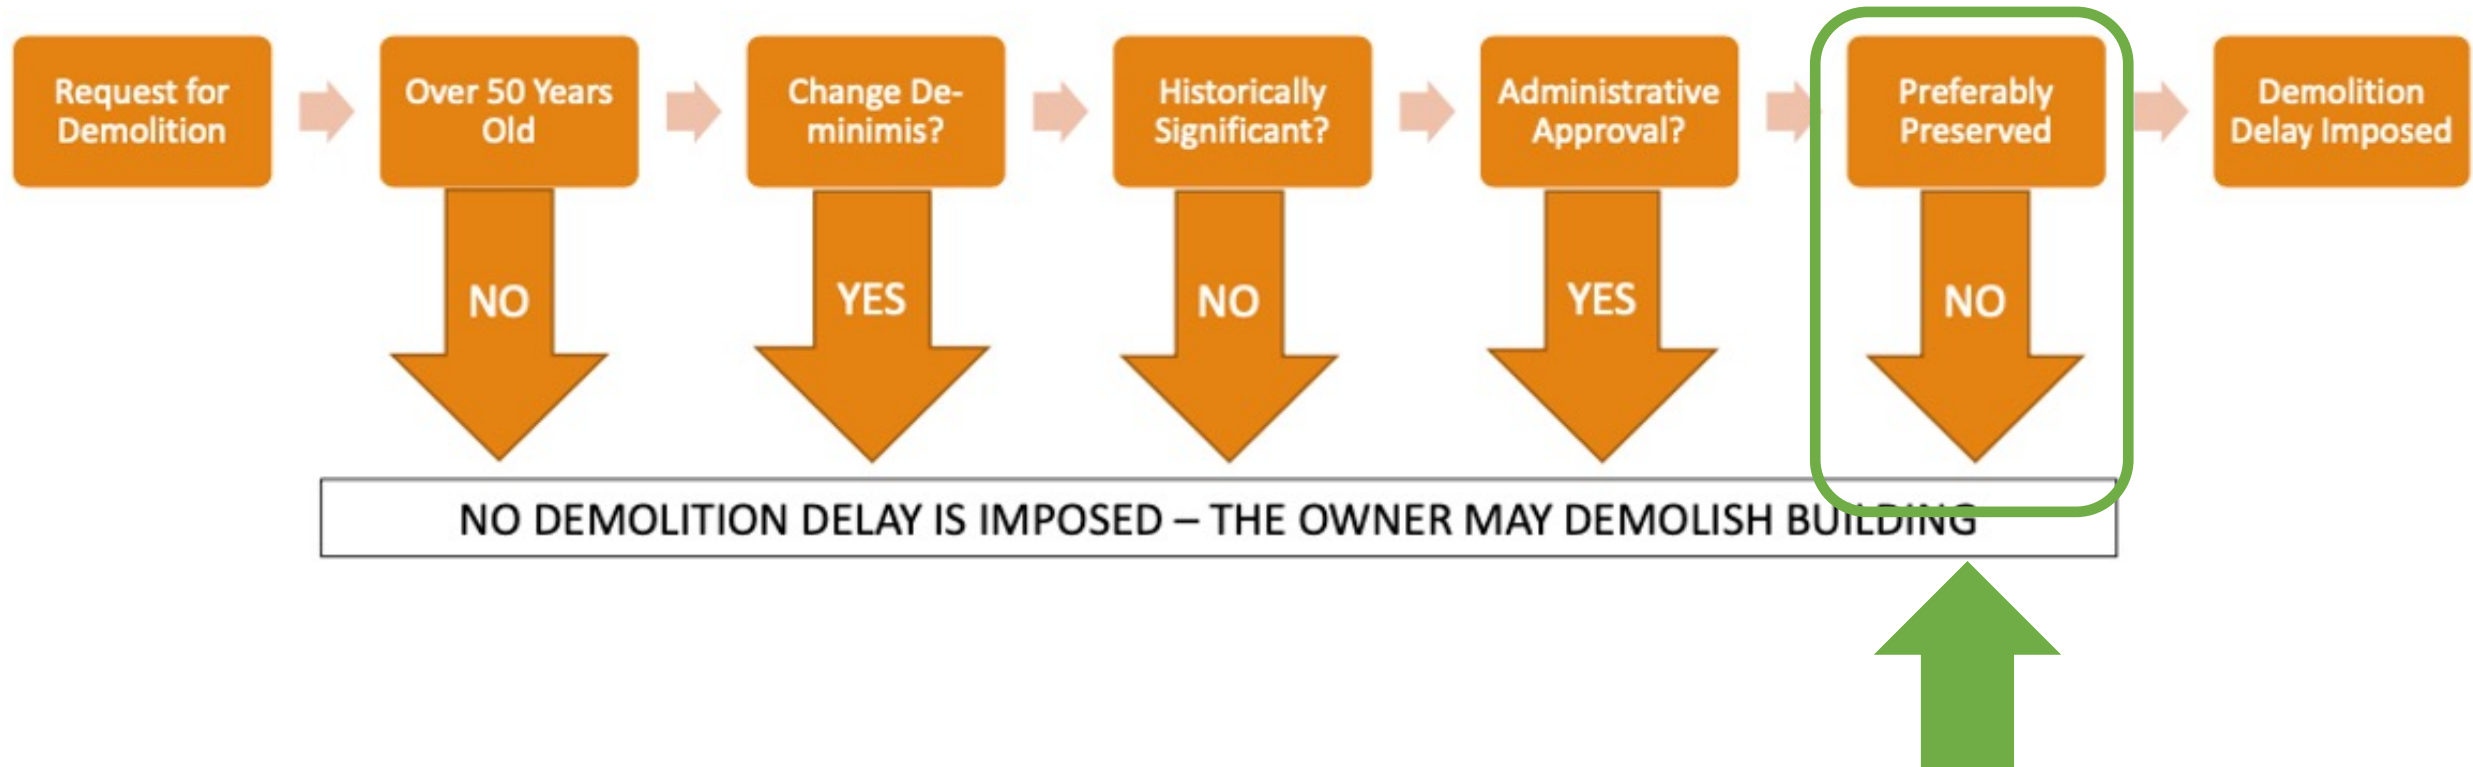 Request for
Demolition
Over 50 Years
Old
Change De-
minimis?
Historically
Significant?
Administrative
Approval?
Preferably
Preserved
Demolition
Delay Imposed
NO
YES
NO
YES
NO
NO DEMOLITION DELAY IS IMPOSED – THE OWNER MAY DEMOLISH BUILDING